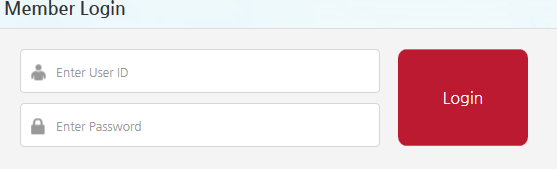 Member Login
Enter User ID
Enter Password
Login